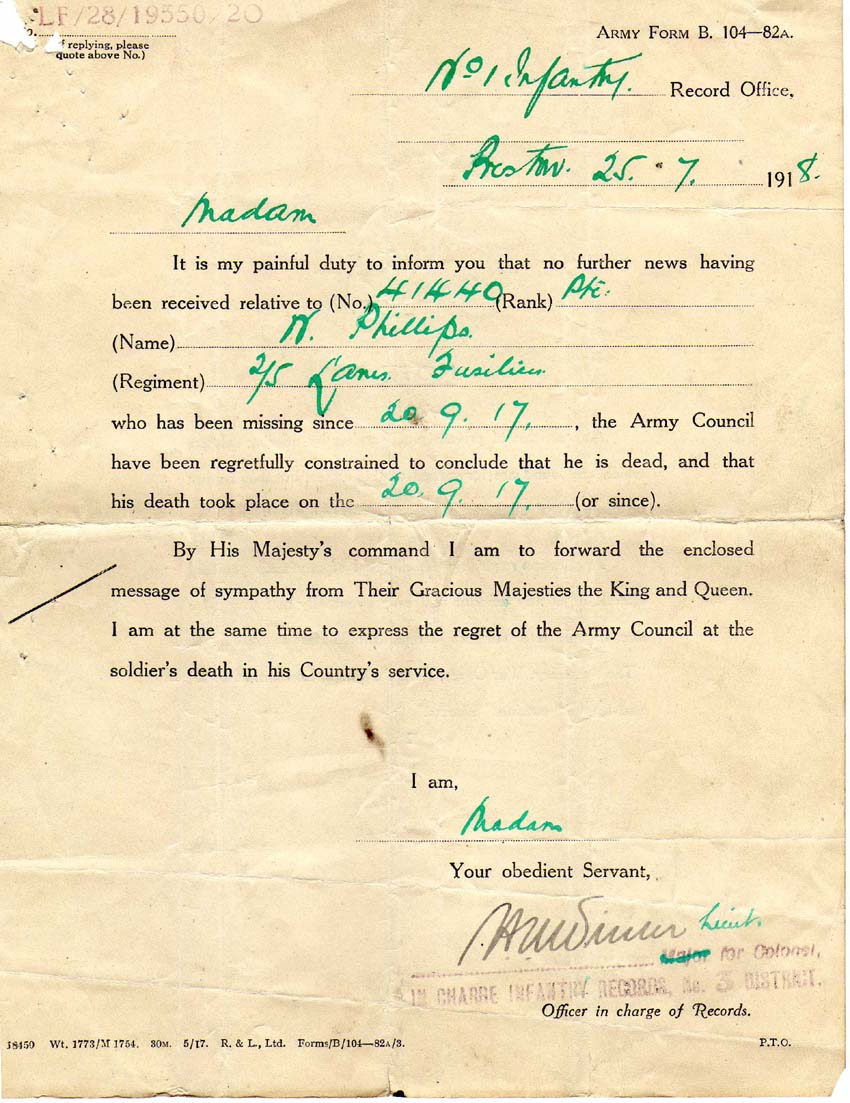 LF/28/19550/20
(If replying, please
quote above No.)
ARMY FORM B. 104—82A.
No 1 Infantry. Record Office,
Preston. 25. 7. 1918.
Madam
It is my painful duty to inform you that no further news having
been received relative to (No.) 41440 (Rank) Pte.
(Name) W. Phillips.
(Regiment) 2/5 Lancs. Fusiliers
who has been missing since 20. 9. 17., the Army Council
have been regretfully constrained to conclude that he is dead, and that
his death took place on the 20. 9. 17. (or since).
By His Majesty's command I am to forward the enclosed
message of sympathy from Their Gracious Majesties the King and Queen.
I am at the same time to express the regret of the Army Council at the
soldier's death in his Country's service.
I am,
Madam
Your obedient Servant,
Lieut.
Major for Colonel,
IN CHARGE INFANTRY RECORDS, No. 3 DISTRICT.
Officer in charge of Records.
18450 Wt. 1773/M 1754. 30M. 5/17. R. & L., Ltd. Forms/B/104—82A/3.
P.T.O.